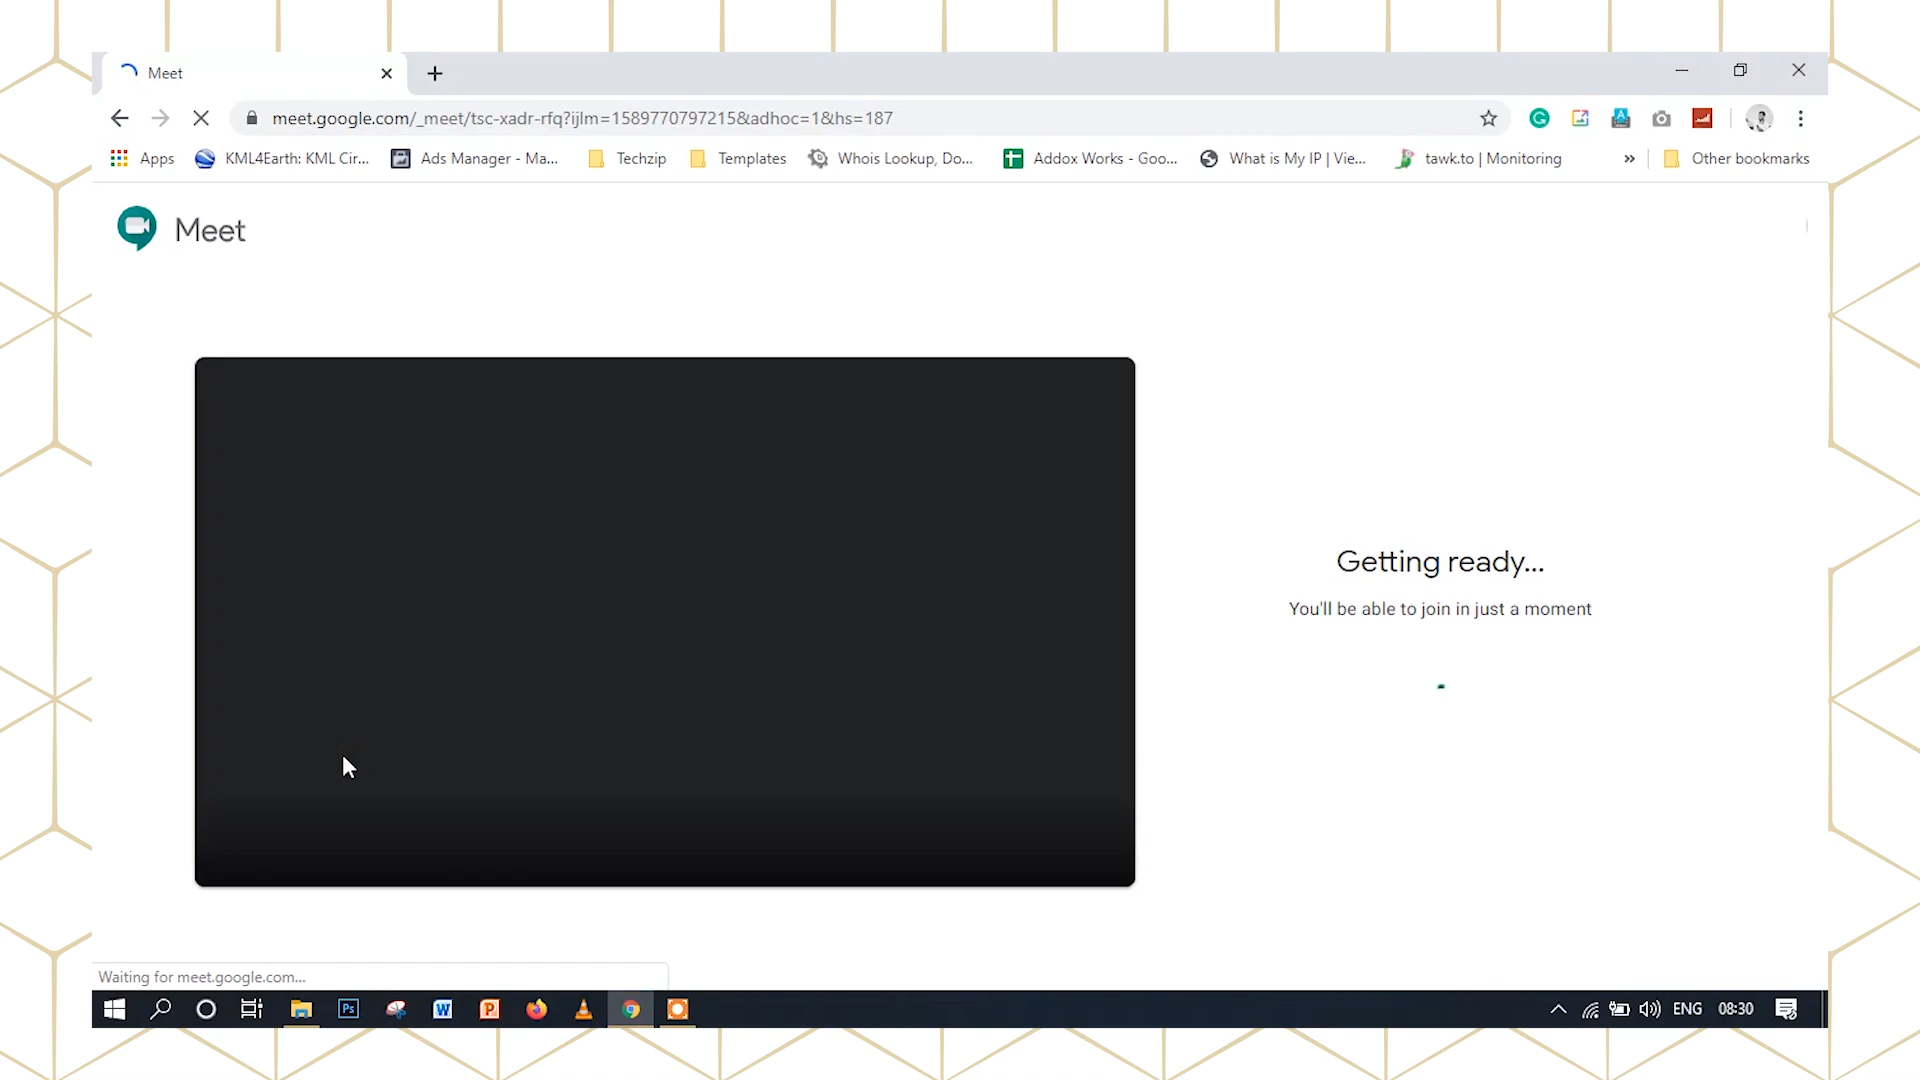 Meet
meet.google.com/_meet/tsc-xadr-rfq?ijlm=1589770797215&adhoc=1&hs=187
Apps KML4Earth: KML Cir... Ads Manager - Ma... Techzip Templates Whois Lookup, Do... Addox Works - Goo... What is My IP | Vie... tawk.to | Monitoring » Other bookmarks
Meet
Getting ready...
You'll be able to join in just a moment
Waiting for meet.google.com...
Ps W P ENG 08:30